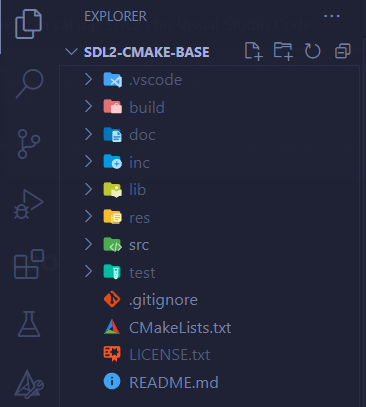 EXPLORER
SDL2-CMAKE-BASE
.vscode
build
doc
inc
lib
res
src
test
.gitignore
CMakeLists.txt
LICENSE.txt
README.md